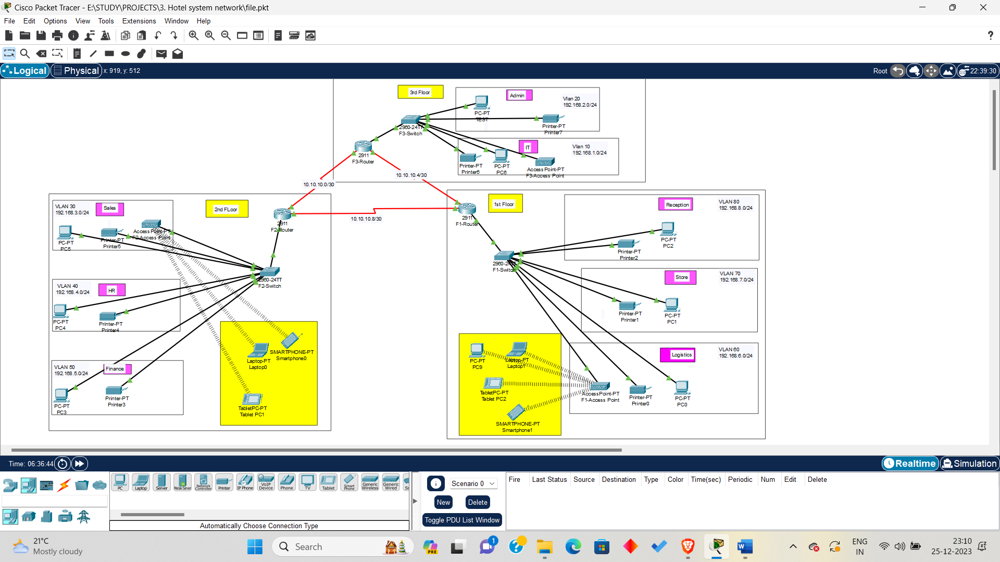 Cisco Packet Tracer - E:\STUDY\PROJECTS\3. Hotel system network\file.pkt
File Edit Options View Tools Extensions Window Help
Logical Physical x: 919, y: 512
Root 22:39:30
3rd Floor
Admin
Vlan 20
192.168.2.0/24
PC-PT
TEST
Printer-PT
Printer7
2960-24TT
F3-Switch
IT
Vlan 10
192.168.1.0/24
Printer-PT
Printer6
PC-PT
PC6
Access Point-PT
F3-Access Point
2911
F3-Router
10.10.10.4/30
10.10.10.0/30
10.10.10.8/30
VLAN 30
192.168.3.0/24
Sales
2nd FLoor
PC-PT
PC5
Printer-PT
Printer5
Access Point-PT
F2-Access Point
2911
F2-Router
2960-24TT
F2-Switch
VLAN 40
192.168.4.0/24
HR
PC-PT
PC4
Printer-PT
Printer4
VLAN 50
192.168.5.0/24
Finance
PC-PT
PC3
Printer-PT
Printer3
SMARTPHONE-PT
Smartphone0
Laptop-PT
Laptop0
TabletPC-PT
Tablet PC1
1st Floor
2911
F1-Router
2960-24TT
F1-Switch
Reception
VLAN 80
192.168.8.0/24
PC-PT
PC2
Printer-PT
Printer2
Store
VLAN 70
192.168.7.0/24
Printer-PT
Printer1
PC-PT
PC1
Logistics
VLAN 60
192.168.6.0/24
AccessPoint-PT
F1-Access Point
Printer-PT
Printer0
PC-PT
PC0
PC-PT
PC9
Laptop-PT
Laptop1
TabletPC-PT
Tablet PC2
SMARTPHONE-PT
Smartphone1
Time: 06:36:44
Realtime Simulation
PC Laptop Server Meraki Server Network Controller Printer IP Phone VoIP Device Phone TV Tablet Smart Phone Generic Wireless Generic Wired
Automatically Choose Connection Type
Scenario 0
New Delete
Toggle PDU List Window
Fire Last Status Source Destination Type Color Time(sec) Periodic Num Edit Delete
21°C
Mostly cloudy
Search
PRE
1
ENG
IN
23:10
25-12-2023